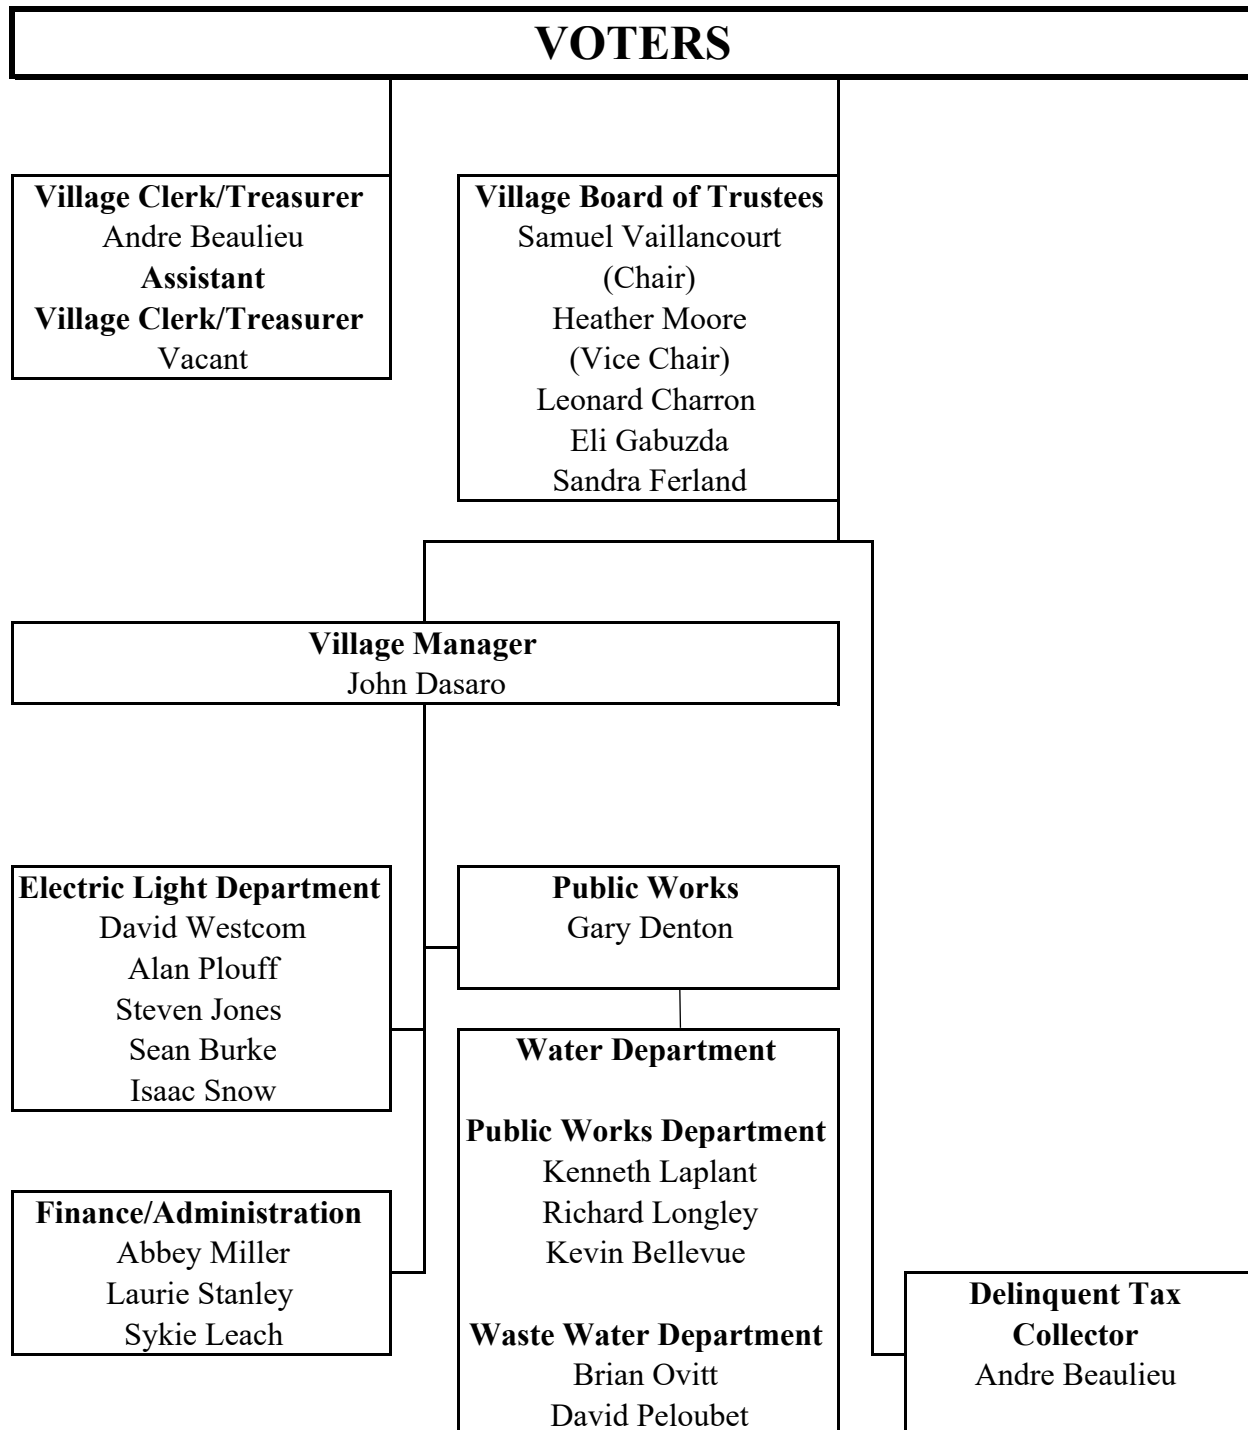 VOTERS
Village Clerk/Treasurer
Andre Beaulieu
Assistant
Village Clerk/Treasurer
Vacant
Village Board of Trustees
Samuel Vaillancourt
(Chair)
Heather Moore
(Vice Chair)
Leonard Charron
Eli Gabuzda
Sandra Ferland
Village Manager
John Dasaro
Electric Light Department
David Westcom
Alan Plouff
Steven Jones
Sean Burke
Isaac Snow
Public Works
Gary Denton
Finance/Administration
Abbey Miller
Laurie Stanley
Sykie Leach
Water Department
Public Works Department
Kenneth Laplant
Richard Longley
Kevin Bellevue
Waste Water Department
Brian Ovitt
David Peloubet
Delinquent Tax
Collector
Andre Beaulieu